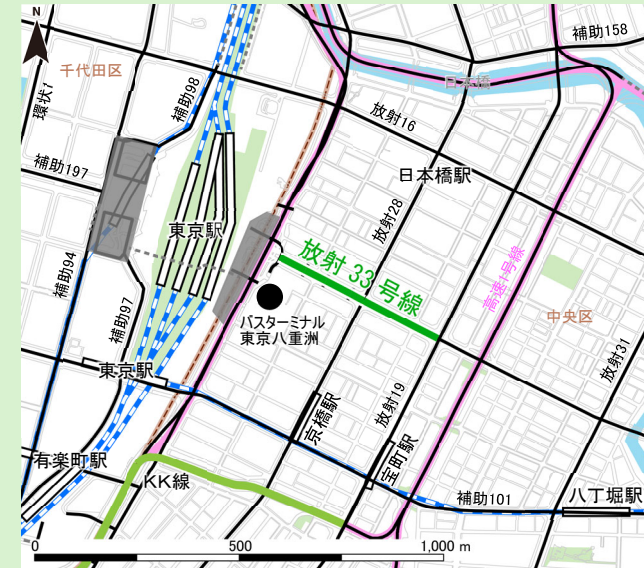 N
補助158
千代田区
補助98
日本橋
環状1
放射16
補助197
日本橋駅
東京駅
放射28
放射 33 号線
高速1号線
補助94
バスターミナル
東京八重洲
中央区
補助97
放射31
東京駅
放射19
京橋駅
宝町駅
有楽町駅
KK線
補助101
八丁堀駅
0
500
1,000 m